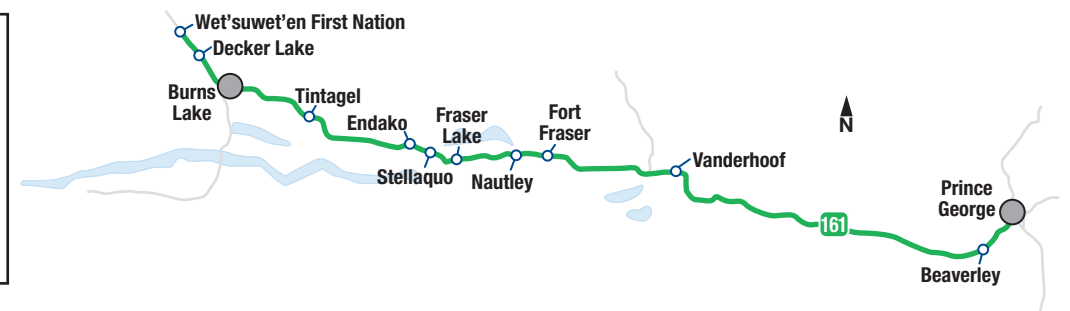 Wet'suwet'en First Nation
Decker Lake
Burns
Lake
Tintagel
Endako
Stellaquo
Fraser
Lake
Nautley
Fort
Fraser
Vanderhoof
N
161
Prince
George
Beaverley